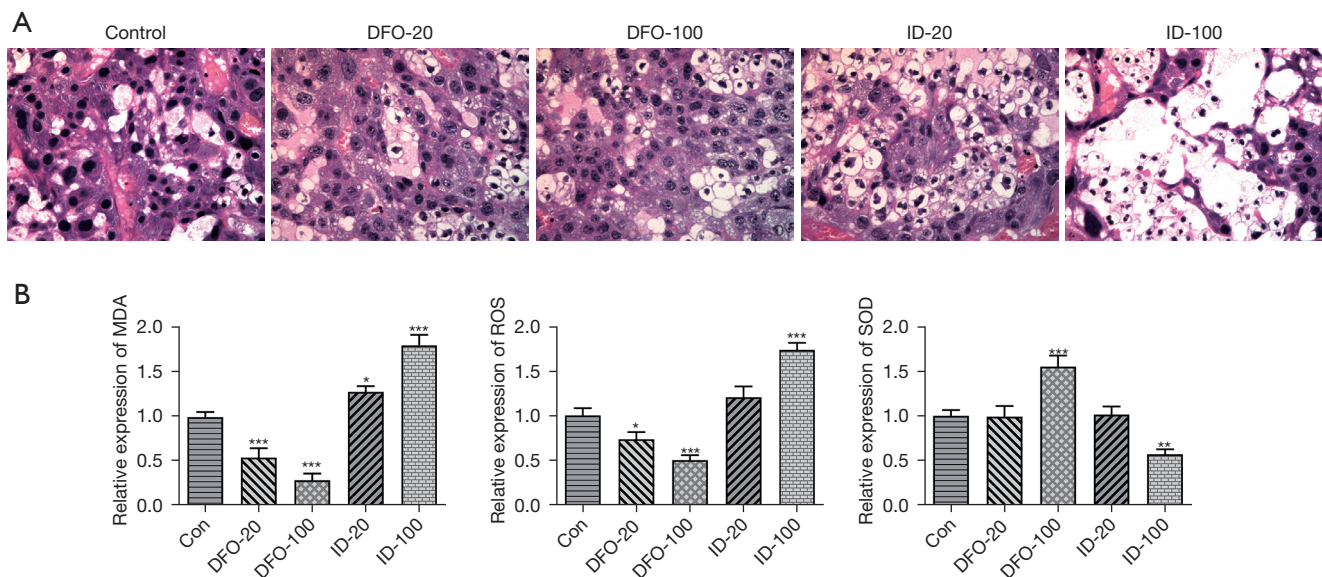 A
Control DFO-20 DFO-100 ID-20 ID-100
B
Relative expression of MDA
2.0
1.5
1.0
0.5
0.0
***
***
*
***
Con DFO-20 DFO-100 ID-20 ID-100
Relative expression of ROS
2.0
1.5
1.0
0.5
0.0
*
***
***
Con DFO-20 DFO-100 ID-20 ID-100
Relative expression of SOD
2.0
1.5
1.0
0.5
0.0
***
**
Con DFO-20 DFO-100 ID-20 ID-100